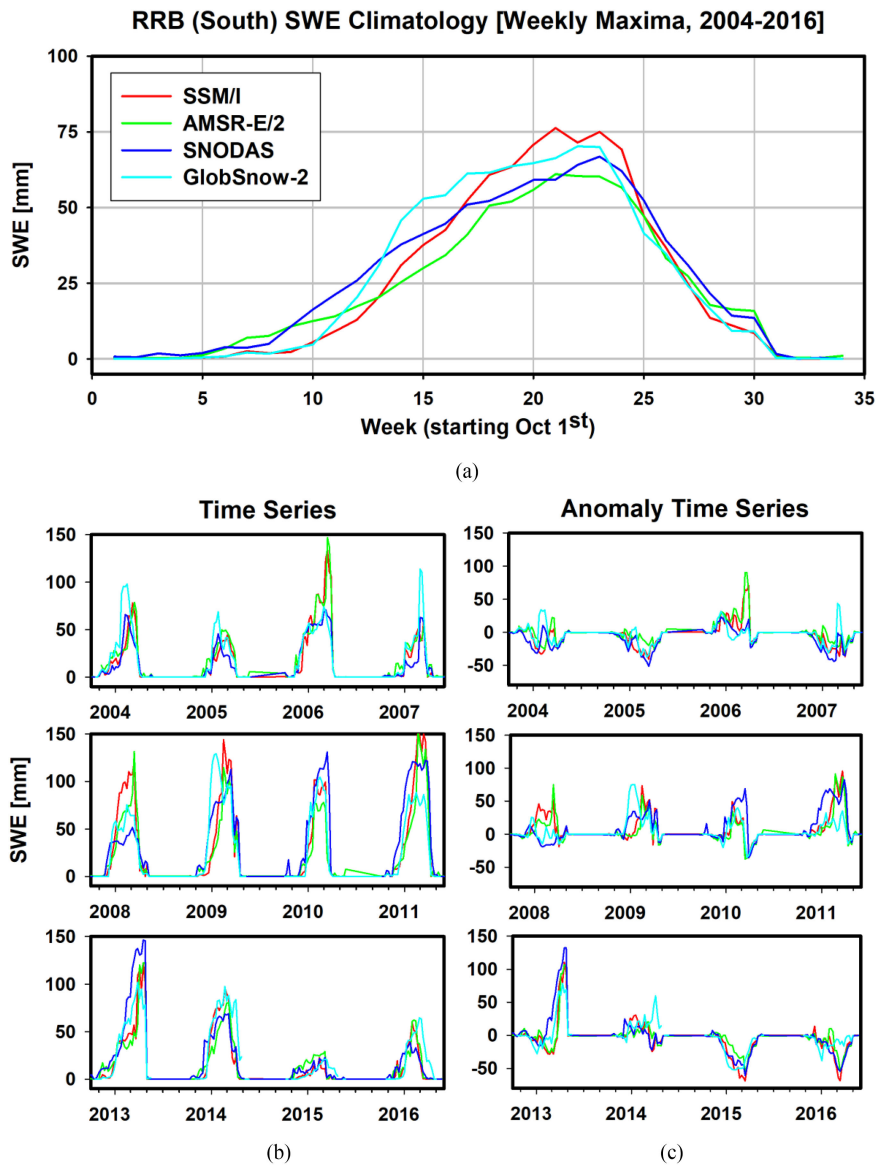 RRB (South) SWE Climatology [Weekly Maxima, 2004-2016]
100
75
50
25
0
SWE [mm]
SSM/I
AMSR-E/2
SNODAS
GlobSnow-2
0 5 10 15 20 25 30 35
Week (starting Oct 1st)
(a)
Time Series
Anomaly Time Series
150
100
50
0
2004 2005 2006 2007
150
100
50
0
-50
2004 2005 2006 2007
SWE [mm]
150
100
50
0
2008 2009 2010 2011
150
100
50
0
-50
2008 2009 2010 2011
150
100
50
0
2013 2014 2015 2016
150
100
50
0
-50
2013 2014 2015 2016
(b)
(c)